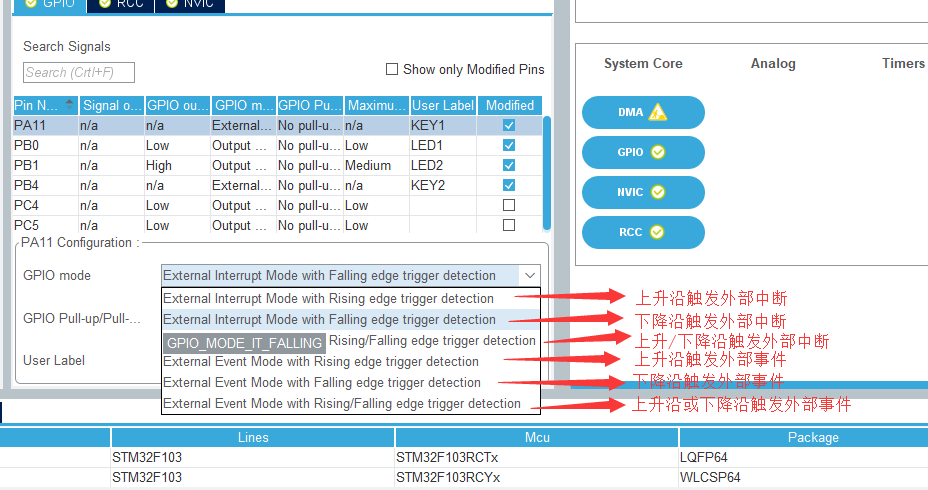 GPIO RCC NVIC
Search Signals
Search (Crtl+F)
Show only Modified Pins
Pin N... Signal o... GPIO ou... GPIO m... GPIO Pu... Maximu... User Label Modified
PA11 n/a n/a External... No pull-u... n/a KEY1
PB0 n/a Low Output ... No pull-u... Low LED1
PB1 n/a High Output ... No pull-u... Medium LED2
PB4 n/a n/a External... No pull-u... n/a KEY2
PC4 n/a Low Output ... No pull-u... Low
PC5 n/a Low Output ... No pull-u... Low
PA11 Configuration :
GPIO mode External Interrupt Mode with Falling edge trigger detection
External Interrupt Mode with Rising edge trigger detection 上升沿触发外部中断
GPIO Pull-up/Pull-... External Interrupt Mode with Falling edge trigger detection 下降沿触发外部中断
GPIO_MODE_IT_FALLING Rising/Falling edge trigger detection 上升/下降沿触发外部中断
User Label External Event Mode with Rising edge trigger detection 上升沿触发外部事件
External Event Mode with Falling edge trigger detection 下降沿触发外部事件
External Event Mode with Rising/Falling edge trigger detection 上升沿或下降沿触发外部事件
System Core Analog Timers
DMA
GPIO
NVIC
RCC
Lines Mcu Package
STM32F103 STM32F103RCTx LQFP64
STM32F103 STM32F103RCYx WLCSP64